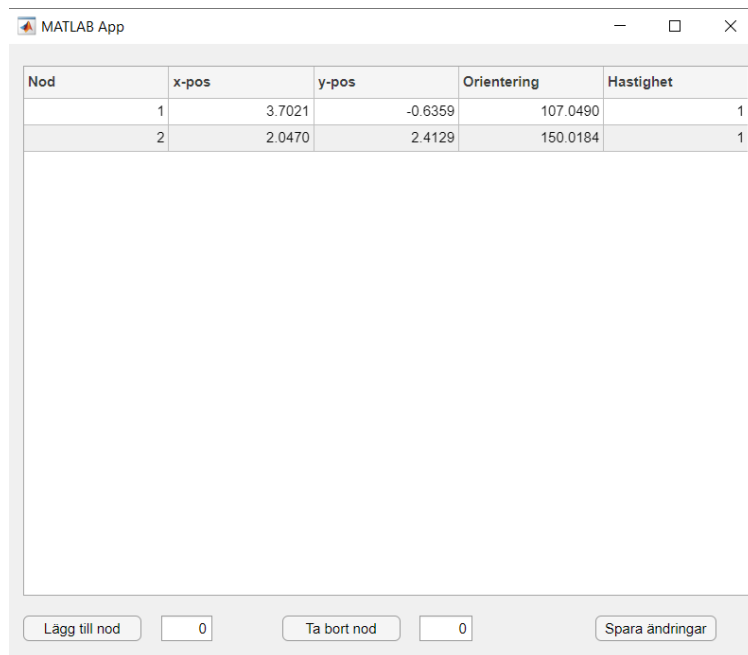 MATLAB App
Nod x-pos y-pos Orientering Hastighet
1 3.7021 -0.6359 107.0490 1
2 2.0470 2.4129 150.0184 1
Lägg till nod 0 Ta bort nod 0 Spara ändringar